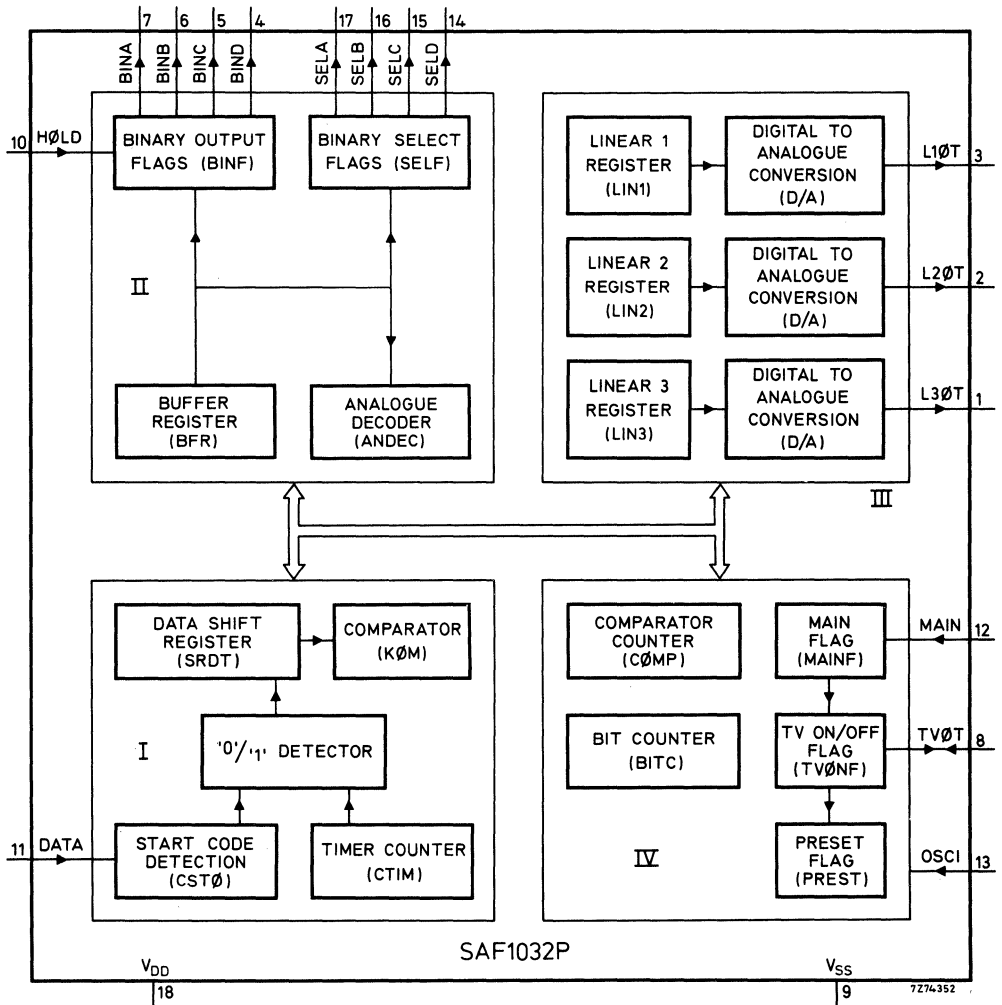 7 6 5 4 17 16 15 14
BINA BINB BINC BIND SELA SELB SELC SELD
10 HØLD
BINARY OUTPUT
FLAGS (BINF)
BINARY SELECT
FLAGS (SELF)
II
BUFFER
REGISTER
(BFR)
ANALOGUE
DECODER
(ANDEC)
LINEAR 1
REGISTER
(LIN1)
DIGITAL TO
ANALOGUE
CONVERSION
(D/A)
L1ØT 3
LINEAR 2
REGISTER
(LIN2)
DIGITAL TO
ANALOGUE
CONVERSION
(D/A)
L2ØT 2
LINEAR 3
REGISTER
(LIN3)
DIGITAL TO
ANALOGUE
CONVERSION
(D/A)
L3ØT 1
III
DATA SHIFT
REGISTER
(SRDT)
COMPARATOR
(KØM)
I
'0'/'1' DETECTOR
11 DATA
START CODE
DETECTION
(CSTØ)
TIMER COUNTER
(CTIM)
COMPARATOR
COUNTER
(CØMP)
MAIN
FLAG
(MAINF)
MAIN 12
BIT COUNTER
(BITC)
TV ON/OFF
FLAG
(TVØNF)
TVØT 8
IV
PRESET
FLAG
(PREST)
OSCI 13
SAF1032P
VDD
18
VSS
9
7Z74352